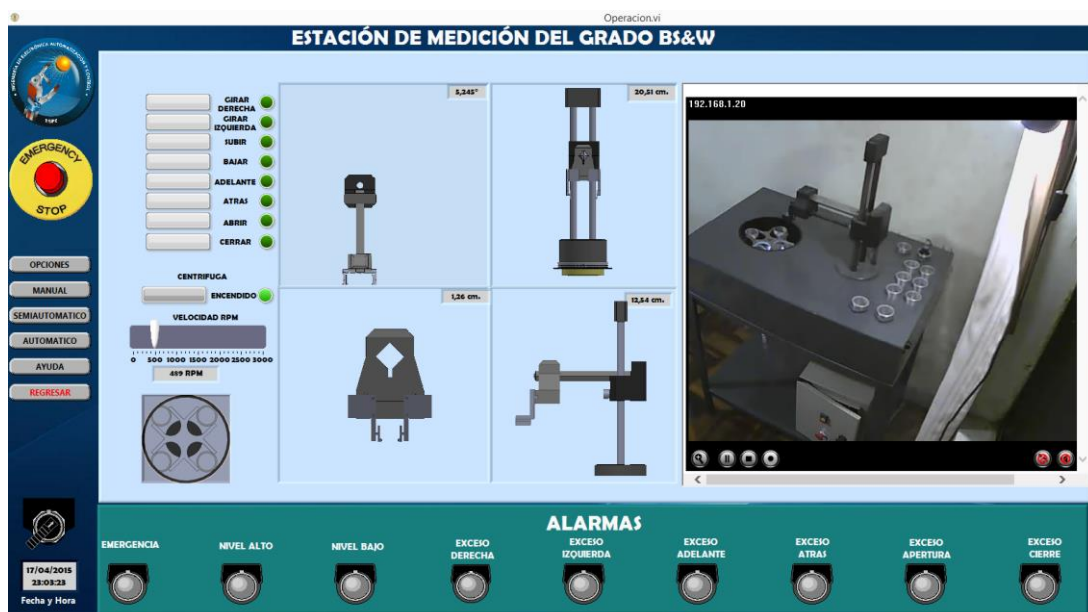 Operacion.vi
ESTACIÓN DE MEDICIÓN DEL GRADO BS&W
ESPE
EMERGENCY
STOP
OPCIONES
MANUAL
SEMIAUTOMATICO
AUTOMATICO
AYUDA
REGRESAR
17/04/2015
23:03:23
Fecha y Hora
GIRAR
DERECHA
GIRAR
IZQUIERDA
SUBIR
BAJAR
ADELANTE
ATRAS
ABRIR
CERRAR
CENTRIFUGA
ENCENDIDO
VELOCIDAD RPM
0 500 1000 1500 2000 2500 3000
489 RPM
5,245°
20,51 cm.
1,26 cm.
12,54 cm.
192.168.1.20
ALARMAS
EMERGENCIA
NIVEL ALTO
NIVEL BAJO
EXCESO
DERECHA
EXCESO
IZQUIERDA
EXCESO
ADELANTE
EXCESO
ATRAS
EXCESO
APERTURA
EXCESO
CIERRE